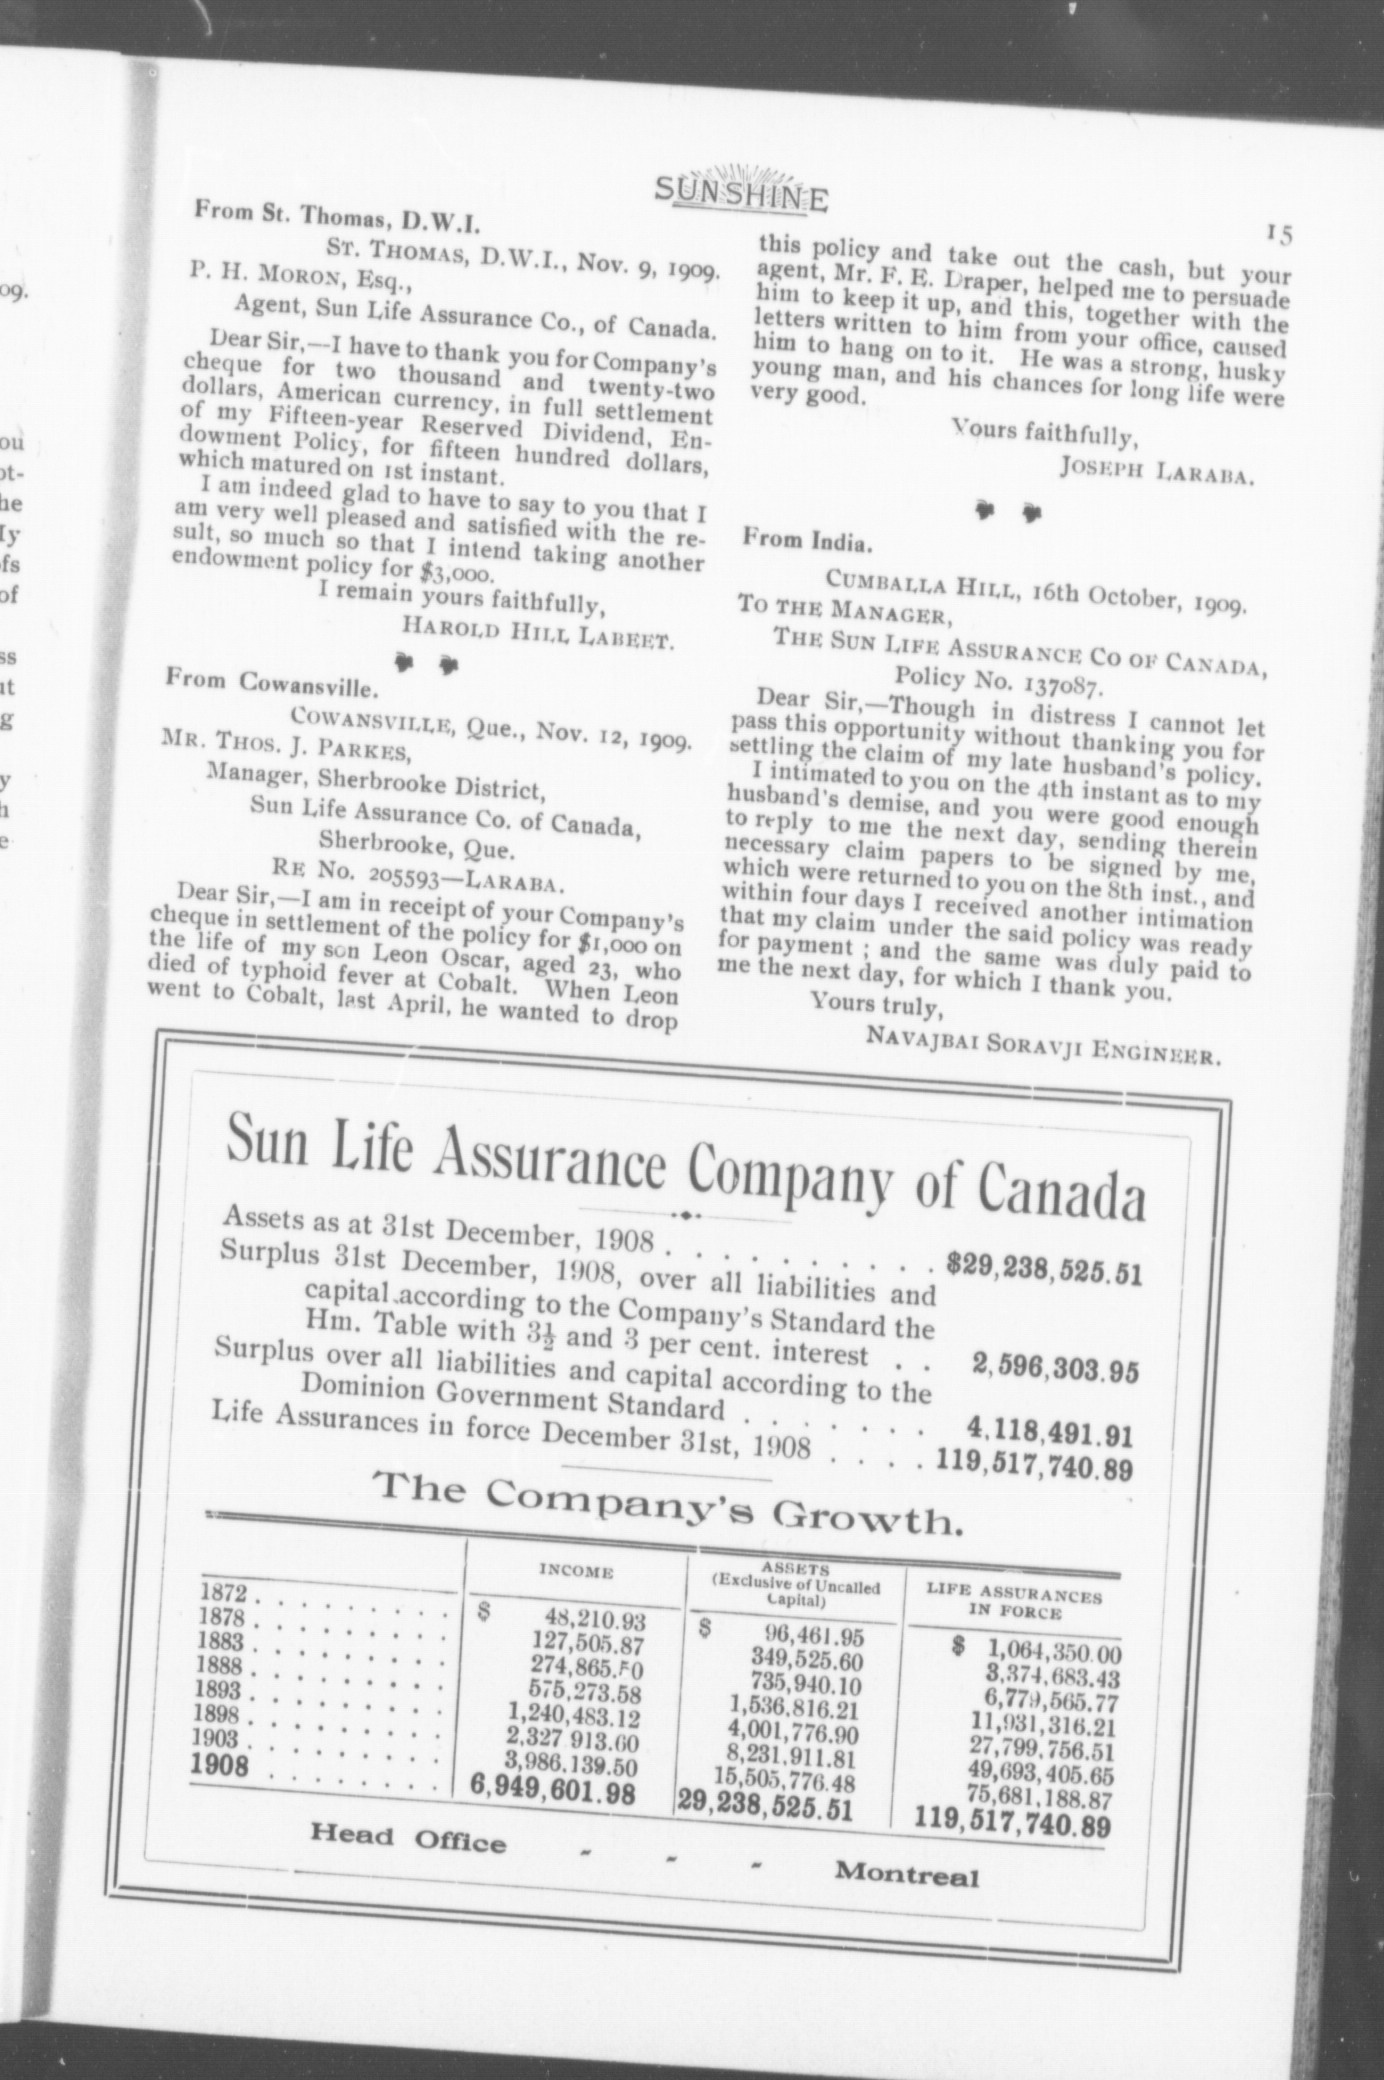 SUNSHINE
15
From St. Thomas, D.W.I.
ST. THOMAS, D.W.I., Nov. 9, 1909.
P. H. MORON, Esq.,
Agent, Sun Life Assurance Co., of Canada.
Dear Sir,—I have to thank you for Company's
cheque for two thousand and twenty-two
dollars, American currency, in full settlement
of my Fifteen-year Reserved Dividend, En-
dowment Policy, for fifteen hundred dollars,
which matured on 1st instant.
I am indeed glad to have to say to you that I
am very well pleased and satisfied with the re-
sult, so much so that I intend taking another
endowment policy for $3,000.
I remain yours faithfully,
HAROLD HILL LABEET.
From Cowansville.
COWANSVILLE, Que., Nov. 12, 1909.
MR. THOS. J. PARKES,
Manager, Sherbrooke District,
Sun Life Assurance Co. of Canada,
Sherbrooke, Que.
RE No. 205593—LARABA.
Dear Sir,—I am in receipt of your Company's
cheque in settlement of the policy for $1,000 on
the life of my son Leon Oscar, aged 23, who
died of typhoid fever at Cobalt. When Leon
went to Cobalt, last April, he wanted to drop
this policy and take out the cash, but your
agent, Mr. F. E. Draper, helped me to persuade
him to keep it up, and this, together with the
letters written to him from your office, caused
him to hang on to it. He was a strong, husky
young man, and his chances for long life were
very good.
Yours faithfully,
JOSEPH LARABA.
From India.
CUMBALLA HILL, 16th October, 1909.
TO THE MANAGER,
THE SUN LIFE ASSURANCE CO OF CANADA,
Policy No. 137087.
Dear Sir,—Though in distress I cannot let
pass this opportunity without thanking you for
settling the claim of my late husband's policy.
I intimated to you on the 4th instant as to my
husband's demise, and you were good enough
to reply to me the next day, sending therein
necessary claim papers to be signed by me,
which were returned to you on the 8th inst., and
within four days I received another intimation
that my claim under the said policy was ready
for payment ; and the same was duly paid to
me the next day, for which I thank you.
Yours truly,
NAVAJBAI SORAVJI ENGINEER.
Sun Life Assurance Company of Canada
Assets as at 31st December, 1908 . . . . . . . . . . $29,238,525.51
Surplus 31st December, 1908, over all liabilities and
capital according to the Company's Standard the
Hm. Table with 3½ and 3 per cent. interest . . 2,596,303.95
Surplus over all liabilities and capital according to the
Dominion Government Standard . . . . . . . 4,118,491.91
Life Assurances in force December 31st, 1908 . . . . 119,517,740.89
The Company's Growth.
INCOME ASSETS (Exclusive of Uncalled Capital) LIFE ASSURANCES IN FORCE
1872 . . . . . . . . . $ 48,210.93 $ 96,461.95 $ 1,064,350.00
1878 . . . . . . . . . 127,505.87 349,525.60 3,374,683.43
1883 . . . . . . . . . 274,865.50 735,940.10 6,779,565.77
1888 . . . . . . . . . 575,273.58 1,536,816.21 11,931,316.21
1893 . . . . . . . . . 1,240,483.12 4,001,776.90 27,799,756.51
1898 . . . . . . . . . 2,327 913.60 8,231,911.81 49,693,405.65
1903 . . . . . . . . . 3,986,139.50 15,505,776.48 75,681,188.87
1908 . . . . . . . . 6,949,601.98 29,238,525.51 119,517,740.89
Head Office - - - Montreal